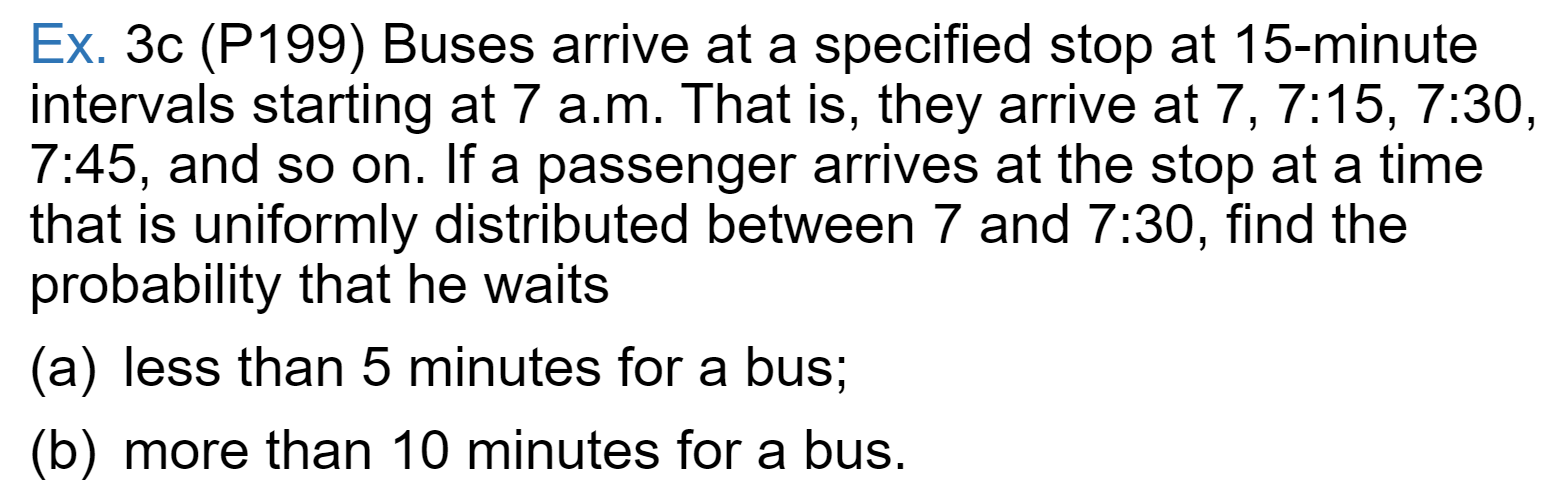 Ex. 3c (P199) Buses arrive at a specified stop at 15-minute
intervals starting at 7 a.m. That is, they arrive at 7, 7:15, 7:30,
7:45, and so on. If a passenger arrives at the stop at a time
that is uniformly distributed between 7 and 7:30, find the
probability that he waits
(a) less than 5 minutes for a bus;
(b) more than 10 minutes for a bus.